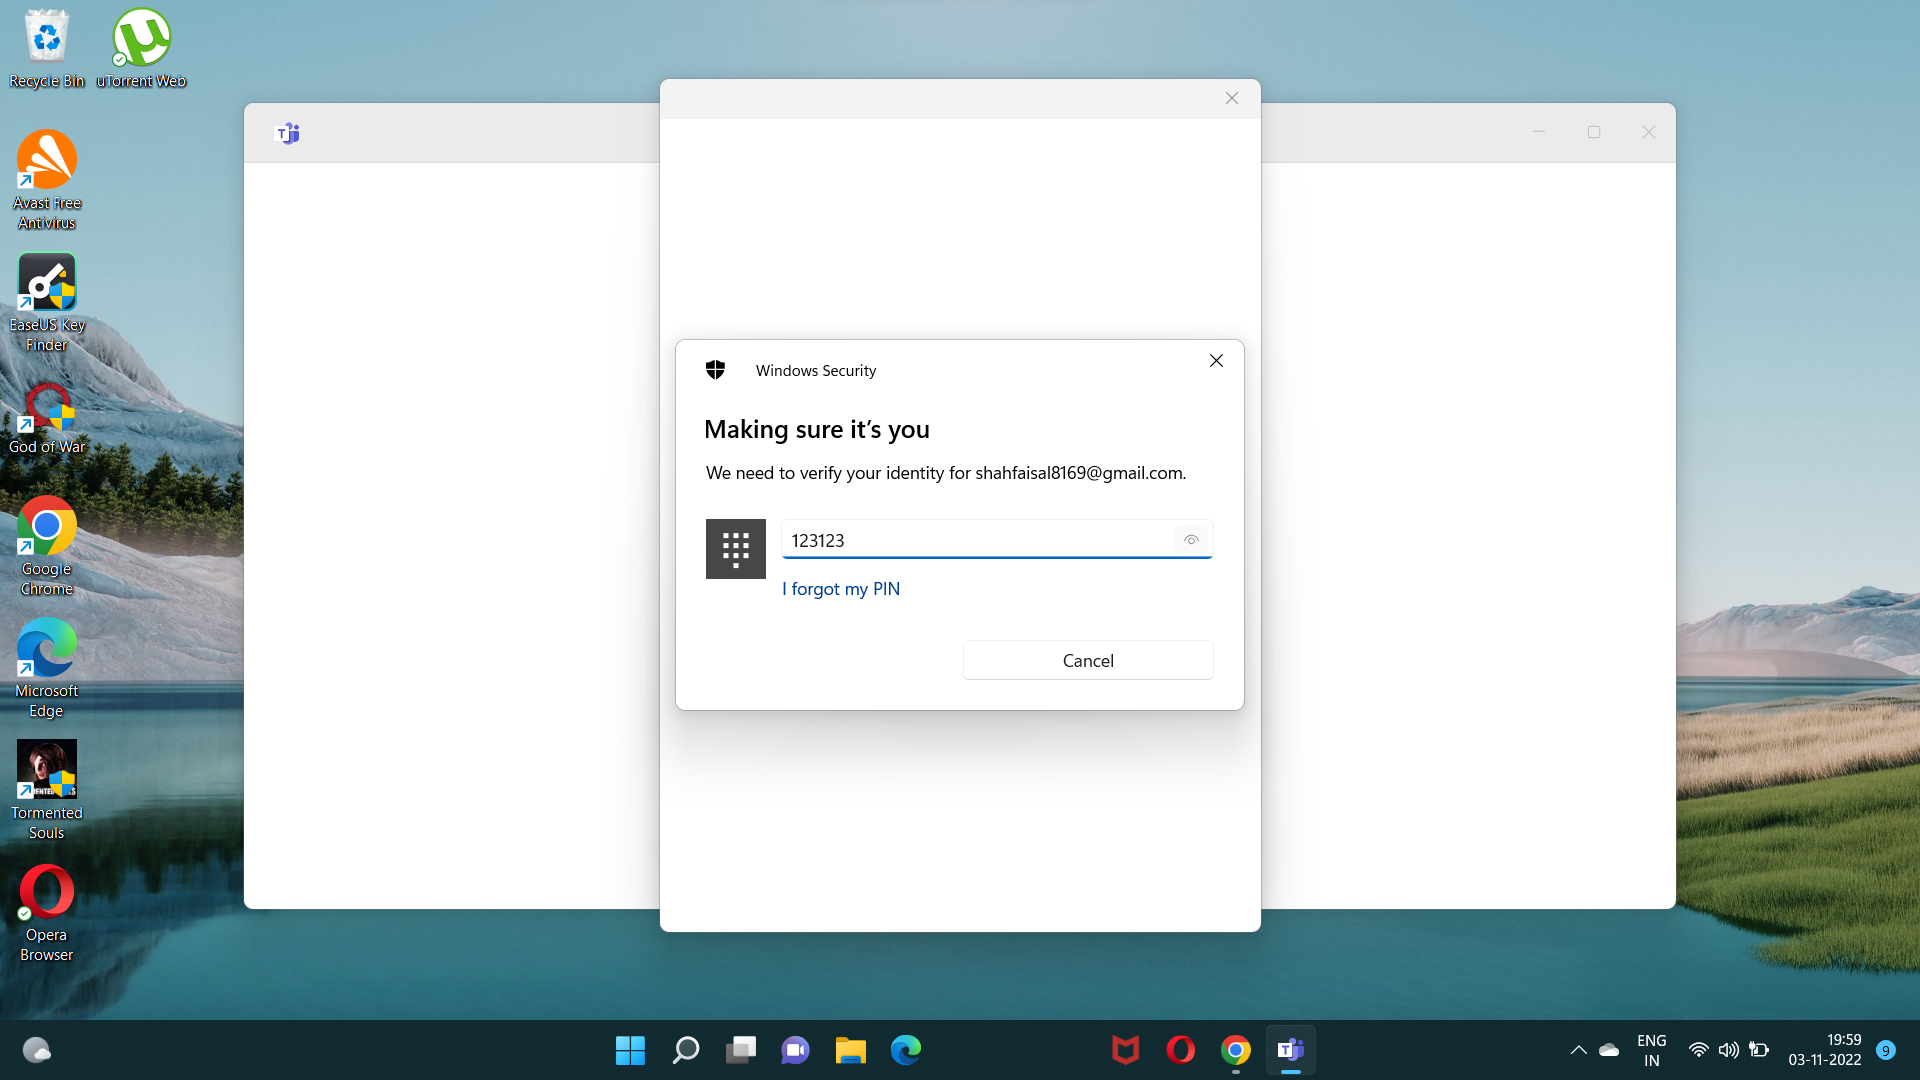 Recycle Bin
uTorrent Web
Avast Free
Antivirus
EaseUS Key
Finder
God of War
Google
Chrome
Microsoft
Edge
Tormented
Souls
Opera
Browser
Windows Security
Making sure it's you
We need to verify your identity for shahfaisal8169@gmail.com.
123123
I forgot my PIN
Cancel
ENG
IN
19:59
03-11-2022
9